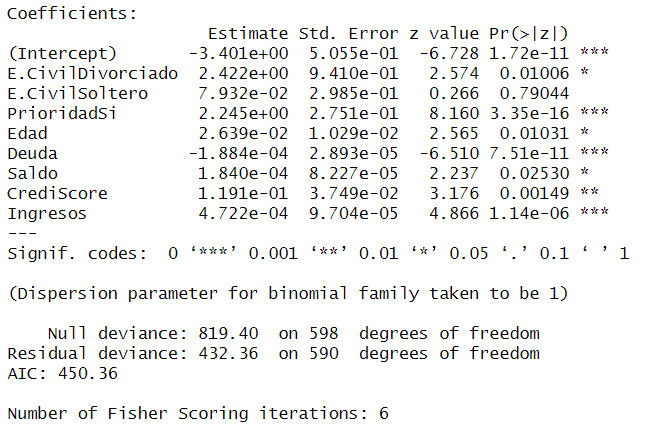 Coefficients:
Estimate Std. Error z value Pr(>|z|)
(Intercept) -3.401e+00 5.055e-01 -6.728 1.72e-11 ***
E.CivilDivorciado 2.422e+00 9.410e-01 2.574 0.01006 *
E.CivilSoltero 7.932e-02 2.985e-01 0.266 0.79044
PrioridadSi 2.245e+00 2.751e-01 8.160 3.35e-16 ***
Edad 2.639e-02 1.029e-02 2.565 0.01031 *
Deuda -1.884e-04 2.893e-05 -6.510 7.51e-11 ***
Saldo 1.840e-04 8.227e-05 2.237 0.02530 *
CrediScore 1.191e-01 3.749e-02 3.176 0.00149 **
Ingresos 4.722e-04 9.704e-05 4.866 1.14e-06 ***
---
Signif. codes: 0 ‘***’ 0.001 ‘**’ 0.01 ‘*’ 0.05 ‘.’ 0.1 ‘ ’ 1
(Dispersion parameter for binomial family taken to be 1)
Null deviance: 819.40 on 598 degrees of freedom
Residual deviance: 432.36 on 590 degrees of freedom
AIC: 450.36
Number of Fisher Scoring iterations: 6